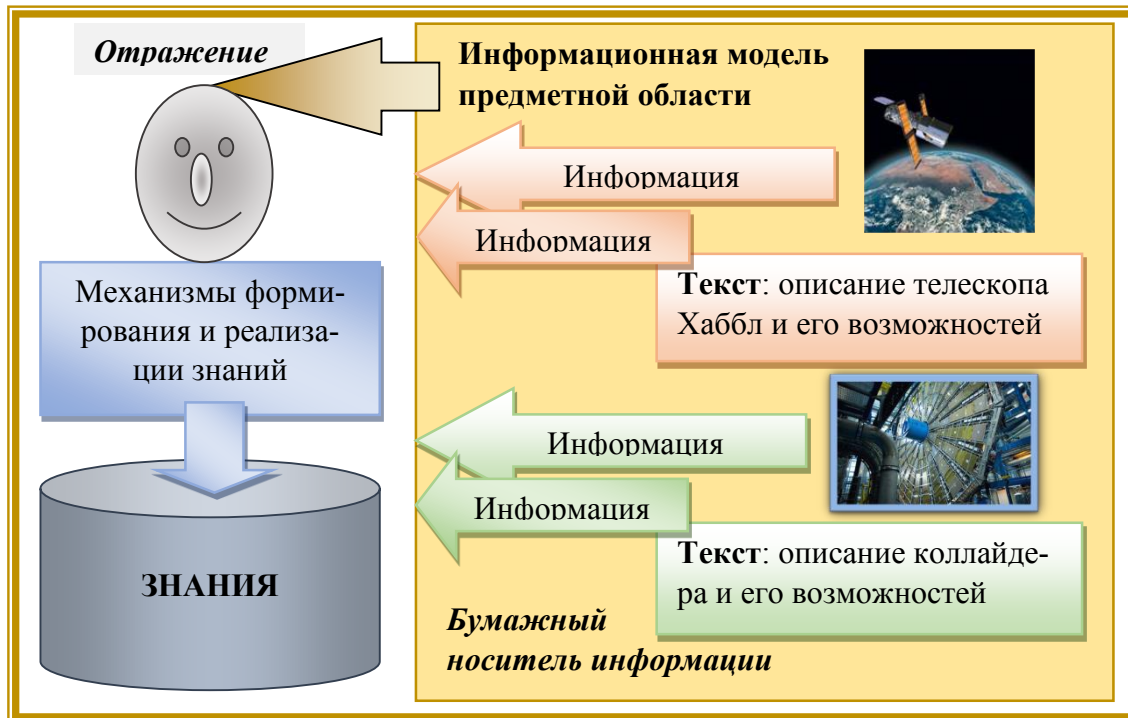 Отражение
Информационная модель
предметной области
Информация
Информация
Текст: описание телескопа
Хаббл и его возможностей
Механизмы форми-
рования и реализа-
ции знаний
Информация
Информация
Текст: описание коллайде-
ра и его возможностей
ЗНАНИЯ
Бумажный
носитель информации